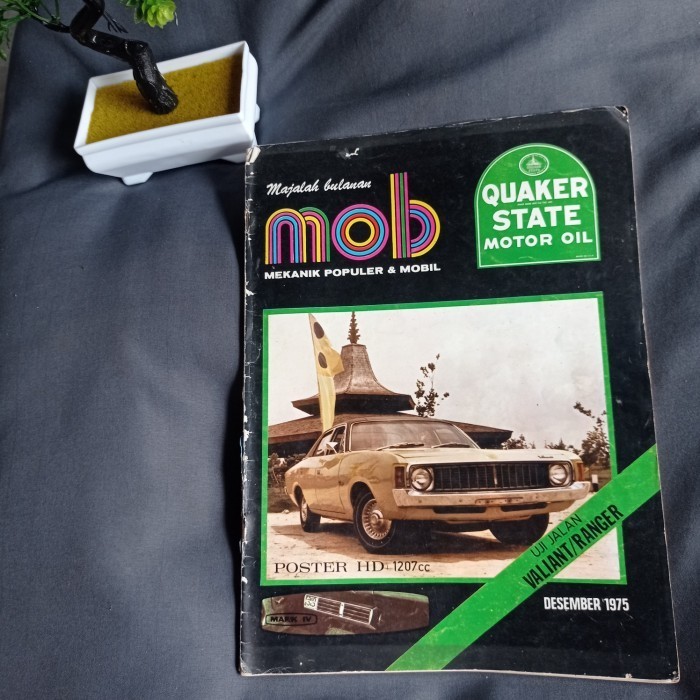 Majalah bulanan
mob
MEKANIK POPULER & MOBIL
QUAKER
STATE
MOTOR OIL
POSTER HD: 1207cc
UJI JALAN
VALIANT/RANGER
MARK IV
DESEMBER 1975